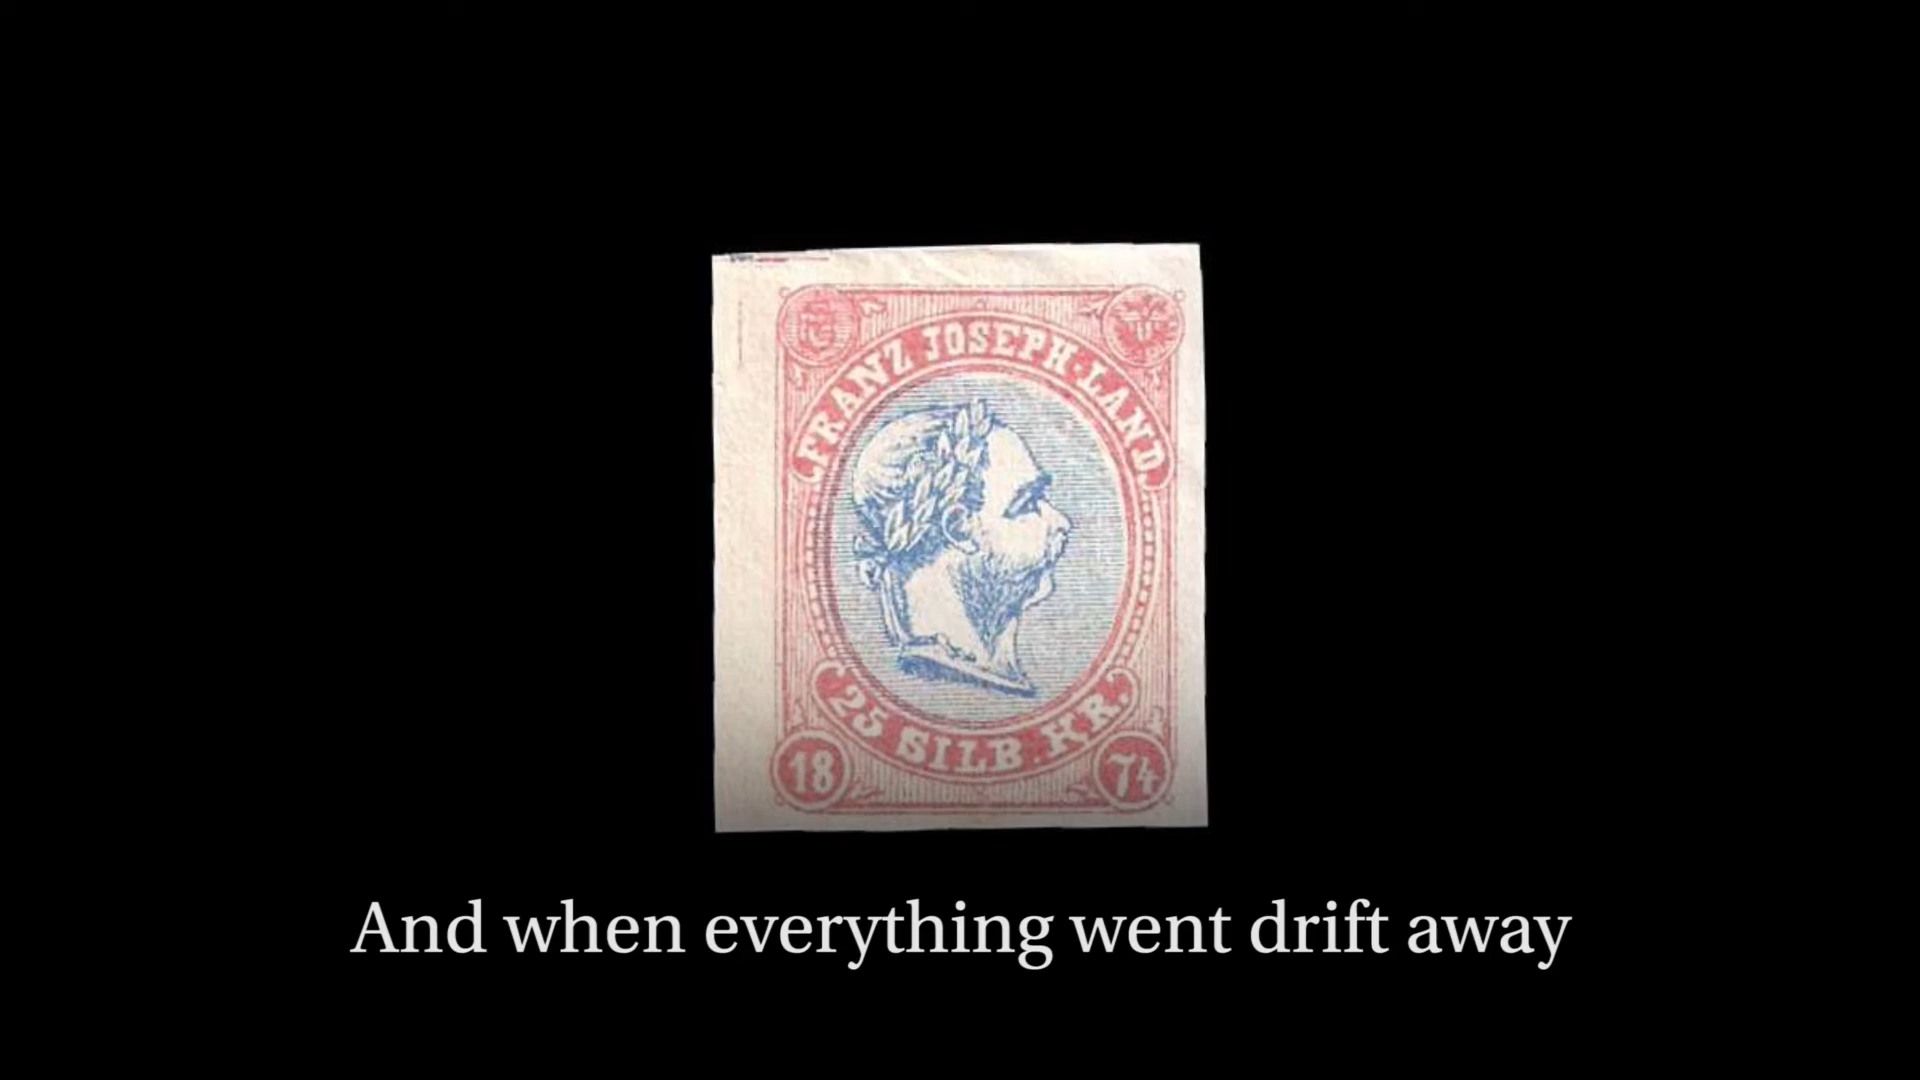 FRANZ JOSEPH-LAND.
25 SILB. KR.
18 74
And when everything went drift away